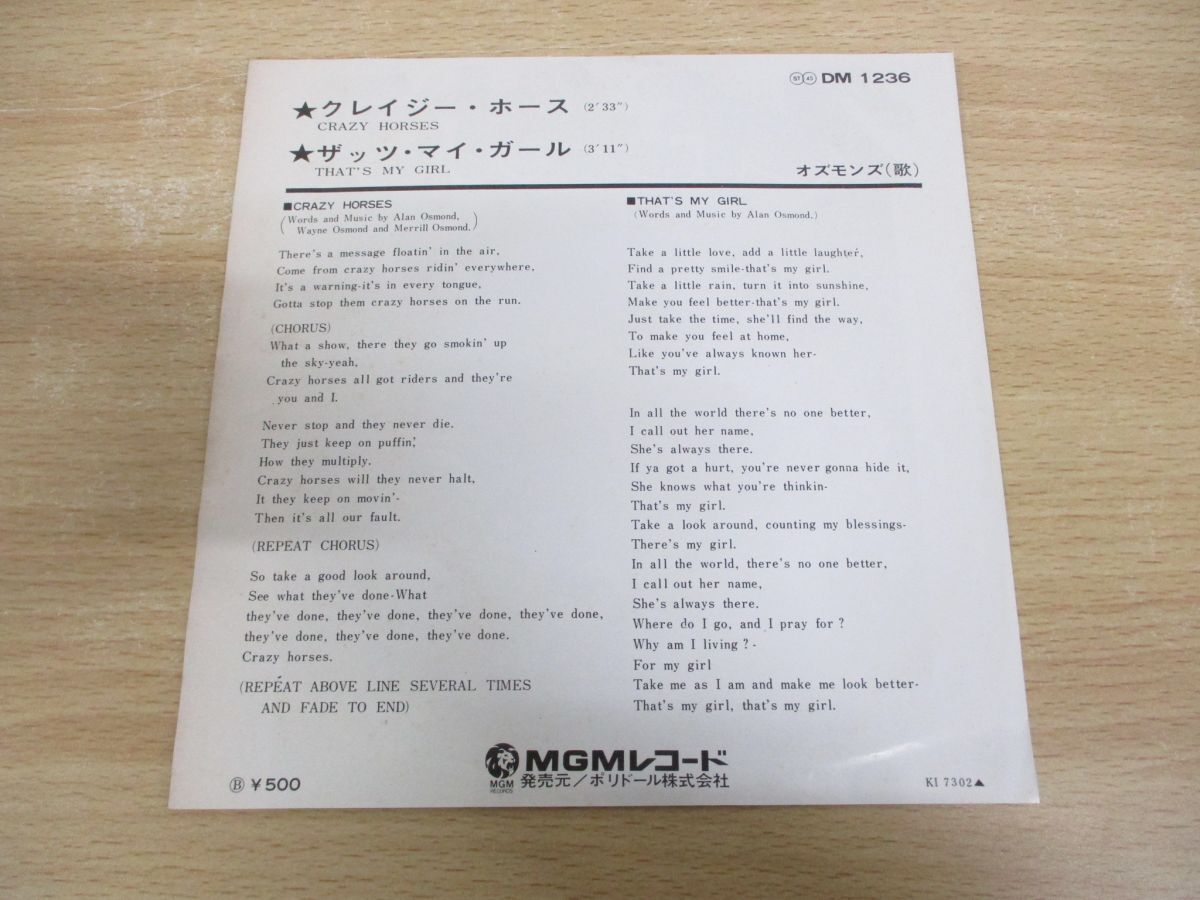 ST 45 DM 1236
★クレイジー・ホース (2′33″)
CRAZY HORSES
★ザッツ・マイ・ガール (3′11″)
THAT'S MY GIRL
オズモンズ(歌)
■CRAZY HORSES
(Words and Music by Alan Osmond,
Wayne Osmond and Merrill Osmond.)
There's a message floatin' in the air,
Come from crazy horses ridin' everywhere,
It's a warning-it's in every tongue,
Gotta stop them crazy horses on the run.
(CHORUS)
What a show, there they go smokin' up
the sky-yeah,
Crazy horses all got riders and they're
you and I.
Never stop and they never die.
They just keep on puffin',
How they multiply.
Crazy horses will they never halt,
It they keep on movin'-
Then it's all our fault.
(REPEAT CHORUS)
So take a good look around,
See what they've done-What
they've done, they've done, they've done, they've done,
they've done, they've done, they've done.
Crazy horses.
(REPEAT ABOVE LINE SEVERAL TIMES
AND FADE TO END)
■THAT'S MY GIRL
(Words and Music by Alan Osmond.)
Take a little love, add a little laughter,
Find a pretty smile-that's my girl.
Take a little rain, turn it into sunshine,
Make you feel better-that's my girl.
Just take the time, she'll find the way,
To make you feel at home,
Like you've always known her-
That's my girl.
In all the world there's no one better,
I call out her name,
She's always there.
If ya got a hurt, you're never gonna hide it,
She knows what you're thinkin-
That's my girl.
Take a look around, counting my blessings-
There's my girl.
In all the world, there's no one better,
I call out her name,
She's always there.
Where do I go, and I pray for?
Why am I living?-
For my girl
Take me as I am and make me look better-
That's my girl, that's my girl.
Ⓑ ¥500
MGM RECORDS
MGMレコード
発売元/ポリドール株式会社
KI 7302▲